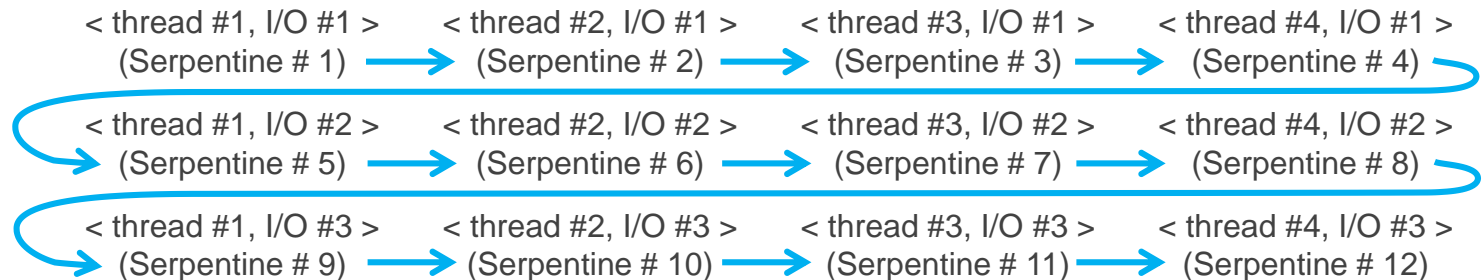 < thread #1, I/O #1 > < thread #2, I/O #1 > < thread #3, I/O #1 > < thread #4, I/O #1 >
(Serpentine # 1) (Serpentine # 2) (Serpentine # 3) (Serpentine # 4)
< thread #1, I/O #2 > < thread #2, I/O #2 > < thread #3, I/O #2 > < thread #4, I/O #2 >
(Serpentine # 5) (Serpentine # 6) (Serpentine # 7) (Serpentine # 8)
< thread #1, I/O #3 > < thread #2, I/O #3 > < thread #3, I/O #3 > < thread #4, I/O #3 >
(Serpentine # 9) (Serpentine # 10) (Serpentine # 11) (Serpentine # 12)